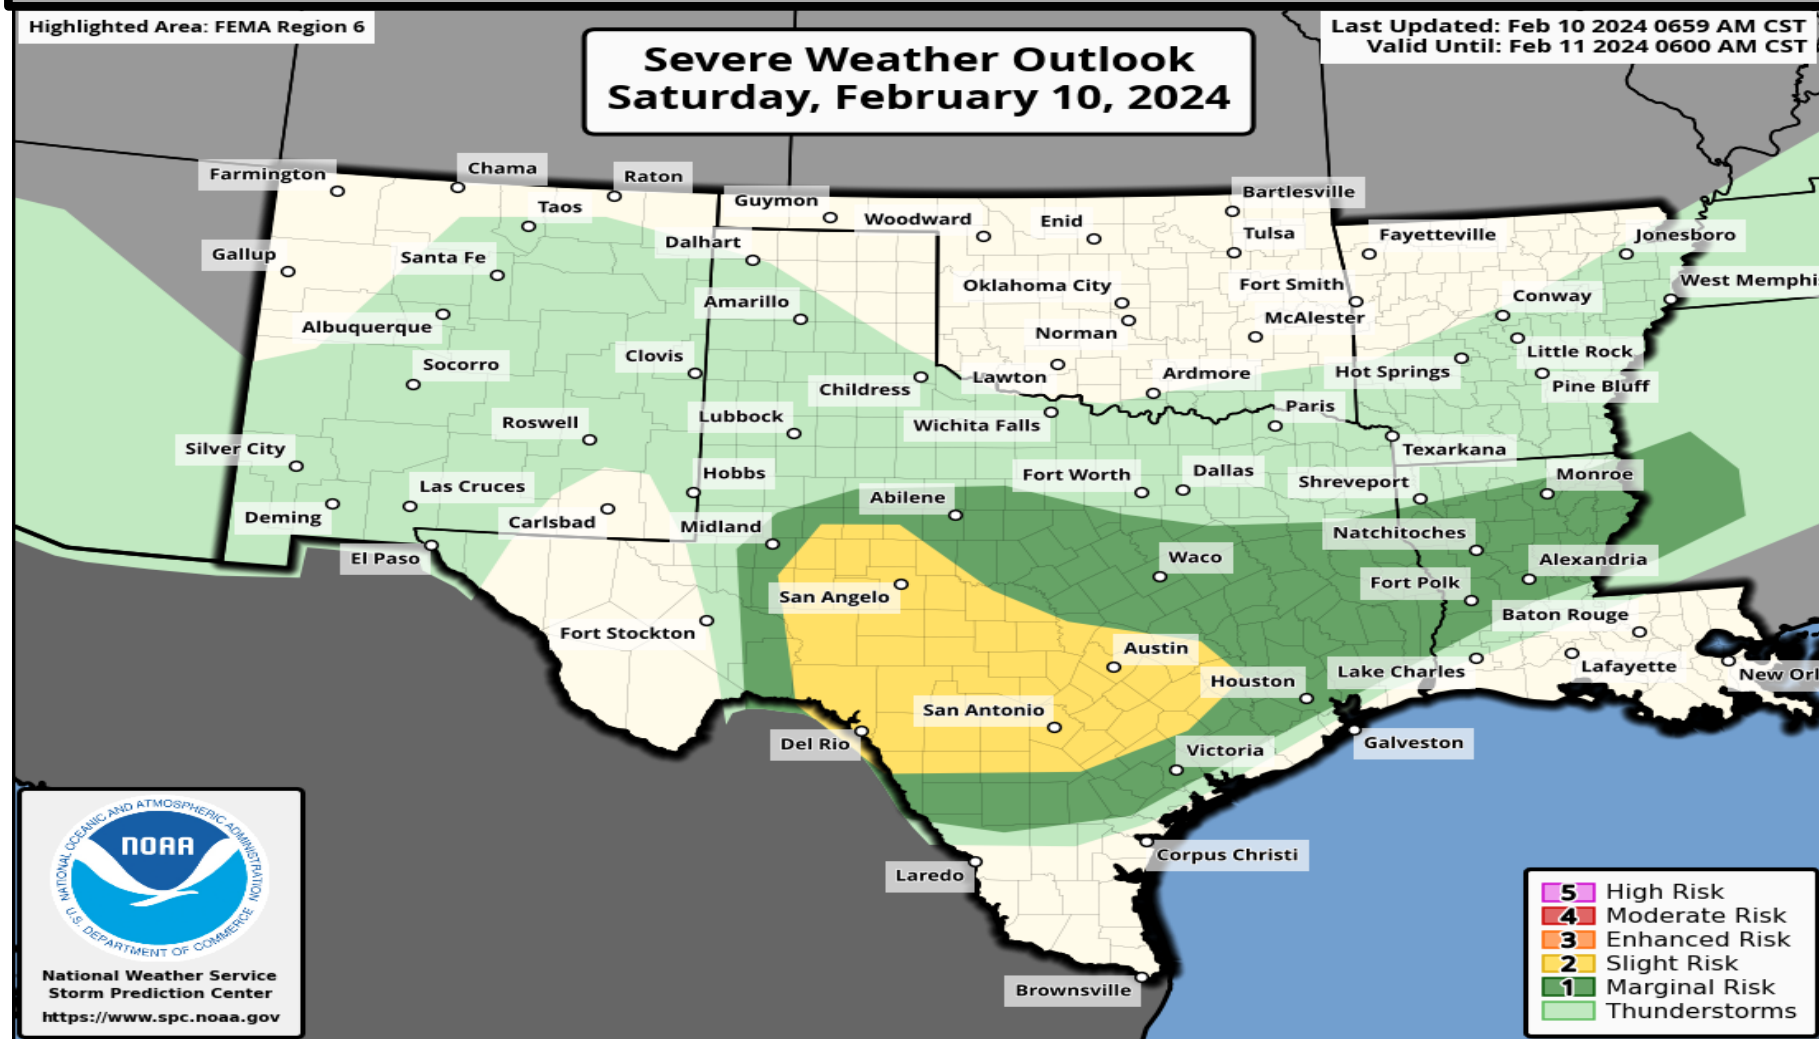 Highlighted Area: FEMA Region 6
Last Updated: Feb 10 2024 0659 AM CST
Valid Until: Feb 11 2024 0600 AM CST
Severe Weather Outlook
Saturday, February 10, 2024
Farmington
Chama
Raton
Taos
Guymon
Woodward
Enid
Bartlesville
Tulsa
Fayetteville
Jonesboro
Gallup
Santa Fe
Dalhart
Amarillo
Oklahoma City
Fort Smith
Conway
West Memphi
Albuquerque
Norman
McAlester
Socorro
Clovis
Childress
Lawton
Ardmore
Hot Springs
Little Rock
Pine Bluff
Roswell
Lubbock
Wichita Falls
Paris
Texarkana
Silver City
Las Cruces
Hobbs
Fort Worth
Dallas
Shreveport
Monroe
Deming
Carlsbad
Midland
Abilene
Natchitoches
El Paso
Waco
Alexandria
San Angelo
Fort Polk
Fort Stockton
Baton Rouge
Austin
Lake Charles
Lafayette
New Orl
Houston
San Antonio
Del Rio
Victoria
Galveston
Laredo
Corpus Christi
Brownsville
NATIONAL OCEANIC AND ATMOSPHERIC ADMINISTRATION
NOAA
U.S. DEPARTMENT OF COMMERCE
National Weather Service
Storm Prediction Center
https://www.spc.noaa.gov
5 High Risk
4 Moderate Risk
3 Enhanced Risk
2 Slight Risk
1 Marginal Risk
Thunderstorms